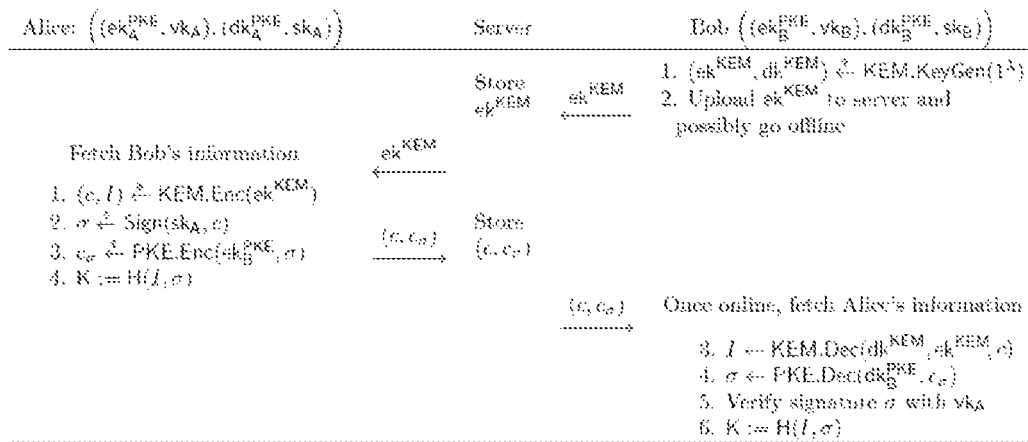 Alice: ((ek_A^PKE, vk_A), (dk_A^PKE, sk_A)) Server Bob ((ek_B^PKE, vk_B), (dk_B^PKE, sk_B))
1. (ek^KEM, dk^KEM) ←$ KEM.KeyGen(1^λ)
Store ek^KEM
ek^KEM
2. Upload ek^KEM to server and
possibly go offline
Fetch Bob's information
ek^KEM
1. (c, I) ←$ KEM.Enc(ek^KEM)
2. σ ←$ Sign(sk_A, c)
3. c_σ ←$ PKE.Enc(ek_B^PKE, σ)
4. K := H(I, σ)
(c, c_σ)
Store
(c, c_σ)
(c, c_σ)
Once online, fetch Alice's information
3. I ← KEM.Dec(dk^KEM, ek^KEM, c)
4. σ ← PKE.Dec(dk_B^PKE, c_σ)
5. Verify signature σ with vk_A
6. K := H(I, σ)